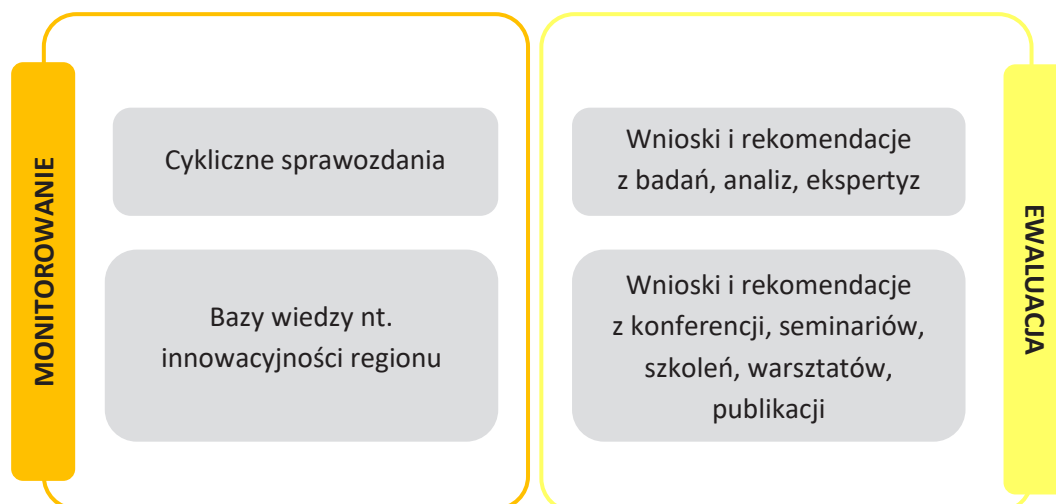 MONITOROWANIE
Cykliczne sprawozdania
Bazy wiedzy nt.
innowacyjności regionu
Wnioski i rekomendacje
z badań, analiz, ekspertyz
Wnioski i rekomendacje
z konferencji, seminariów,
szkoleń, warsztatów,
publikacji
EWALUACJA